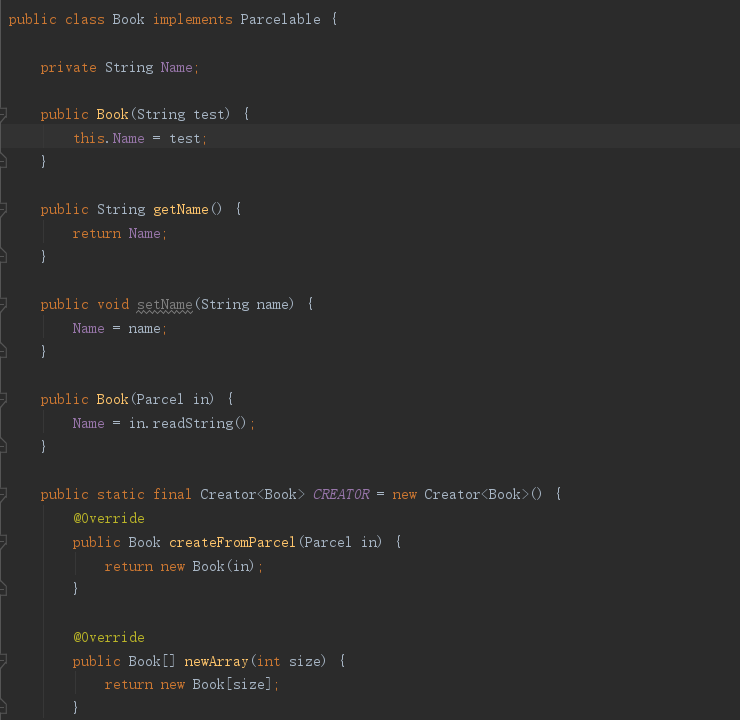 public class Book implements Parcelable {
private String Name;
public Book(String test) {
this.Name = test;
}
public String getName() {
return Name;
}
public void setName(String name) {
Name = name;
}
public Book(Parcel in) {
Name = in.readString();
}
public static final Creator<Book> CREATOR = new Creator<Book>() {
@Override
public Book createFromParcel(Parcel in) {
return new Book(in);
}
@Override
public Book[] newArray(int size) {
return new Book[size];
}